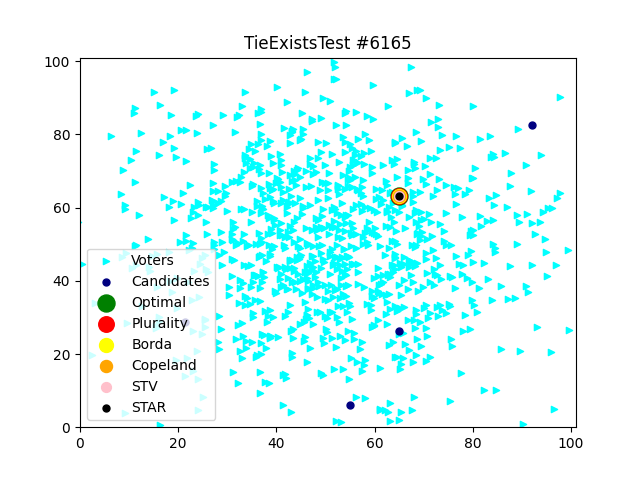 TieExistsTest #6165
100
80
60
40
20
0
Voters
Candidates
Optimal
Plurality
Borda
Copeland
STV
STAR
0 20 40 60 80 100